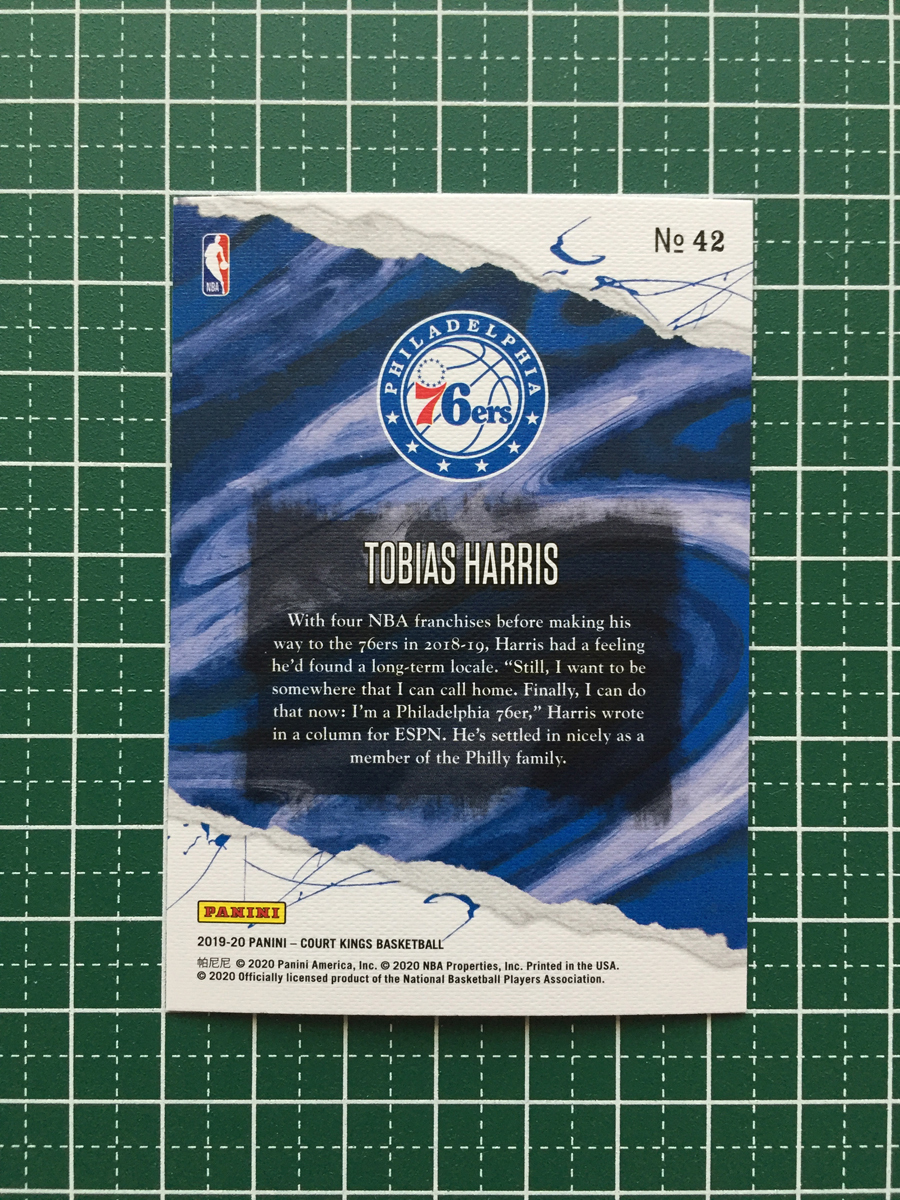 No 42
NBA
PHILADELPHIA
76ers
TOBIAS HARRIS
With four NBA franchises before making his
way to the 76ers in 2018-19, Harris had a feeling
he'd found a long-term locale. “Still, I want to be
somewhere that I can call home. Finally, I can do
that now: I'm a Philadelphia 76er,” Harris wrote
in a column for ESPN. He's settled in nicely as a
member of the Philly family.
PANINI
2019-20 PANINI – COURT KINGS BASKETBALL
帕尼尼 © 2020 Panini America, Inc. © 2020 NBA Properties, Inc. Printed in the USA.
© 2020 Officially licensed product of the National Basketball Players Association.